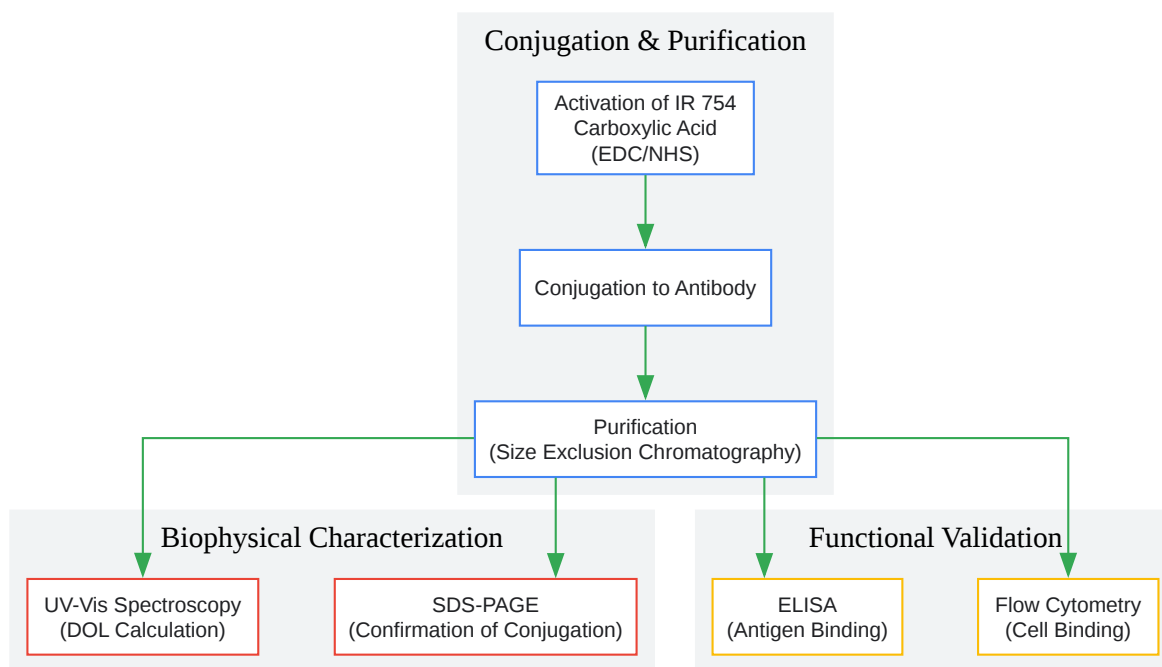 Conjugation & Purification
Activation of IR 754
Carboxylic Acid
(EDC/NHS)
Conjugation to Antibody
Purification
(Size Exclusion Chromatography)
Biophysical Characterization
UV-Vis Spectroscopy
(DOL Calculation)
SDS-PAGE
(Confirmation of Conjugation)
Functional Validation
ELISA
(Antigen Binding)
Flow Cytometry
(Cell Binding)